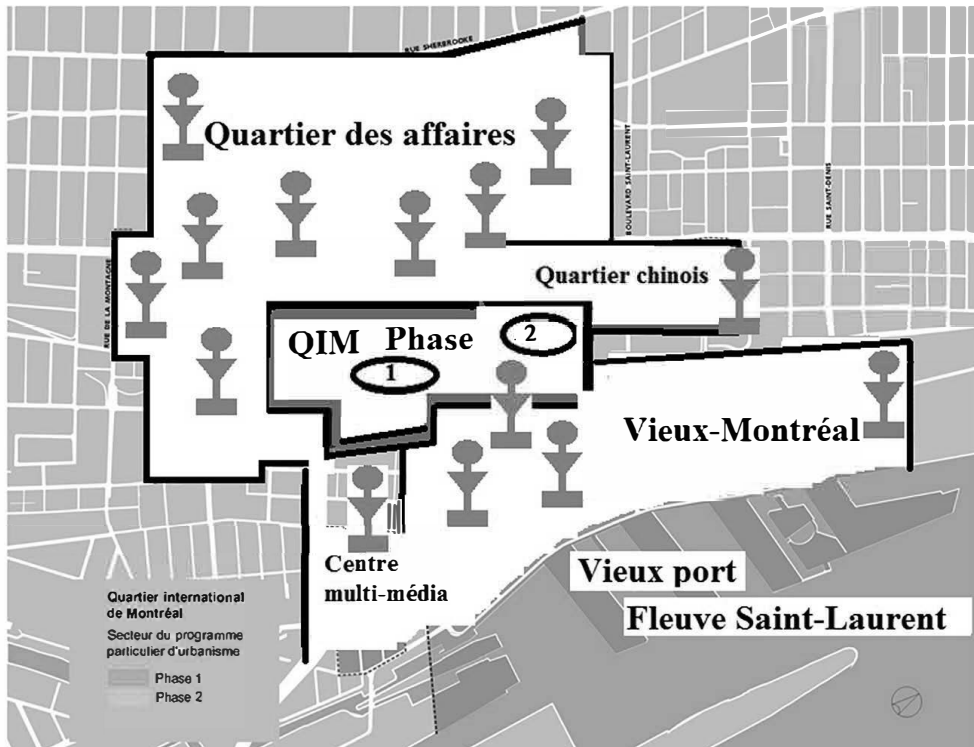 RUE SHERBROOKE
Quartier des affaires
BOULEVARD SAINT-LAURENT
RUE SAINT-DENIS
RUE DE LA MONTAGNE
Quartier chinois
QIM Phase
2
1
Vieux-Montréal
Centre
multi-média
Vieux port
Fleuve Saint-Laurent
Quartier international
de Montréal
Secteur du programme
particulier d'urbanisme
Phase 1
Phase 2